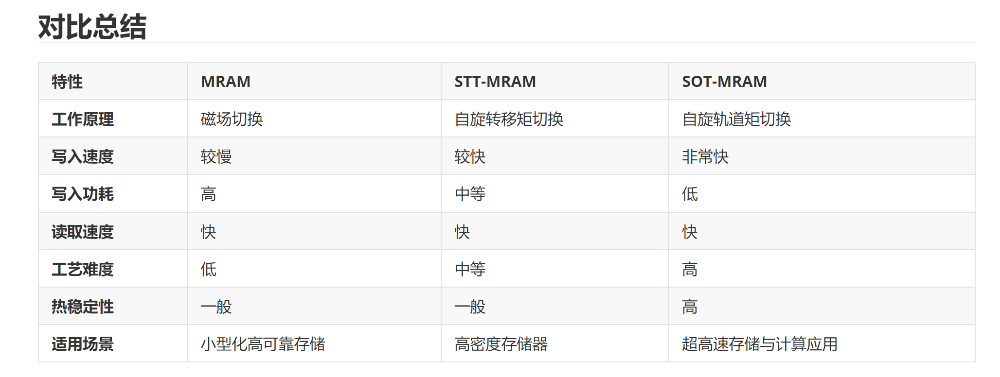 对比总结
特性 MRAM STT-MRAM SOT-MRAM
工作原理 磁场切换 自旋转移矩切换 自旋轨道矩切换
写入速度 较慢 较快 非常快
写入功耗 高 中等 低
读取速度 快 快 快
工艺难度 低 中等 高
热稳定性 一般 一般 高
适用场景 小型化高可靠存储 高密度存储器 超高速存储与计算应用